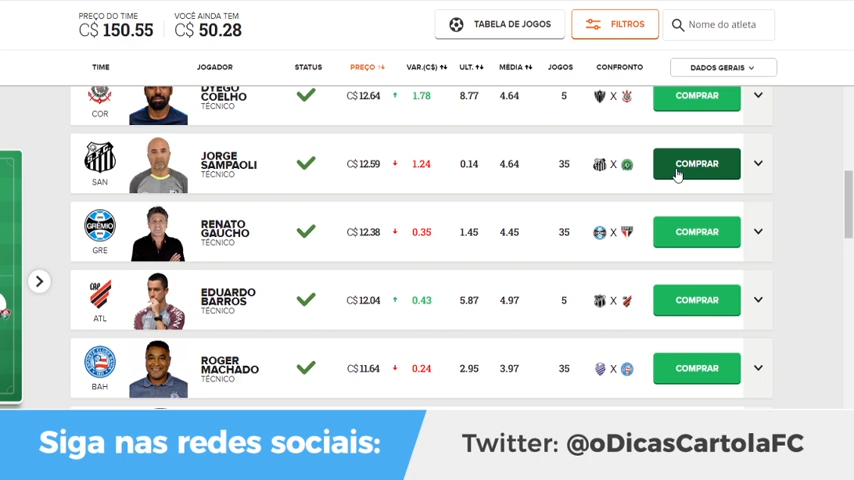 PREÇO DO TIME
C$ 150.55
VOCÊ AINDA TEM
C$ 50.28
TABELA DE JOGOS
FILTROS
Nome do atleta
TIME JOGADOR STATUS PREÇO VAR.(C$) ULT. MÉDIA JOGOS CONFRONTO DADOS GERAIS
COR
DYEGO
COELHO
TÉCNICO
C$ 12.64 1.78 8.77 4.64 5 X COMPRAR
SAN
JORGE
SAMPAOLI
TÉCNICO
C$ 12.59 1.24 0.14 4.64 35 X COMPRAR
GRÊMIO
GRE
RENATO
GAUCHO
TÉCNICO
C$ 12.38 0.35 1.45 4.45 35 X COMPRAR
CAP
ATL
EDUARDO
BARROS
TÉCNICO
C$ 12.04 0.43 5.87 4.97 5 X COMPRAR
BAH
ROGER
MACHADO
TÉCNICO
C$ 11.64 0.24 2.95 3.97 35 X COMPRAR
Siga nas redes sociais:
Twitter: @oDicasCartolaFC